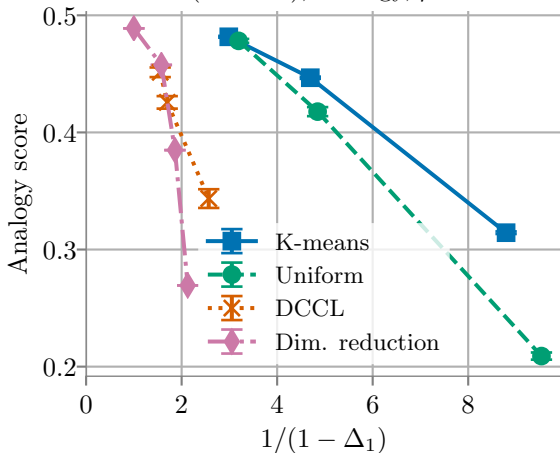 0.5
0.4
0.3
0.2
Analogy score
K-means
Uniform
DCCL
Dim. reduction
0 2 4 6 8
1/(1 − Δ₁)